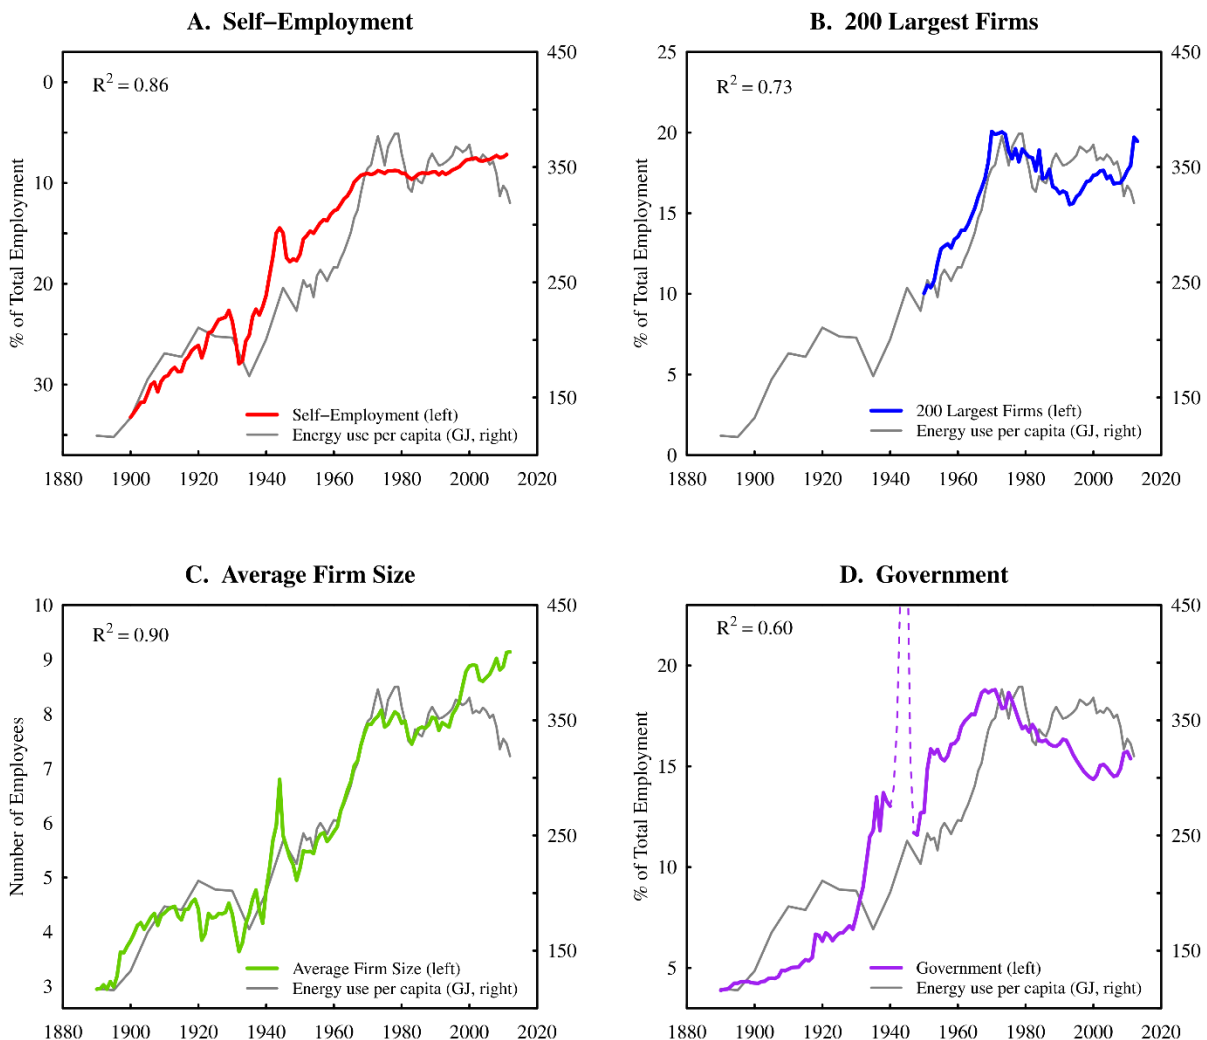 A. Self−Employment
R² = 0.86
% of Total Employment
0
10
20
30
450
350
250
150
Self−Employment (left)
Energy use per capita (GJ, right)
1880 1900 1920 1940 1960 1980 2000 2020
B. 200 Largest Firms
R² = 0.73
% of Total Employment
25
20
15
10
5
0
450
350
250
150
200 Largest Firms (left)
Energy use per capita (GJ, right)
1880 1900 1920 1940 1960 1980 2000 2020
C. Average Firm Size
R² = 0.90
Number of Employees
10
9
8
7
6
5
4
3
450
350
250
150
Average Firm Size (left)
Energy use per capita (GJ, right)
1880 1900 1920 1940 1960 1980 2000 2020
D. Government
R² = 0.60
% of Total Employment
20
15
10
5
450
350
250
150
Government (left)
Energy use per capita (GJ, right)
1880 1900 1920 1940 1960 1980 2000 2020